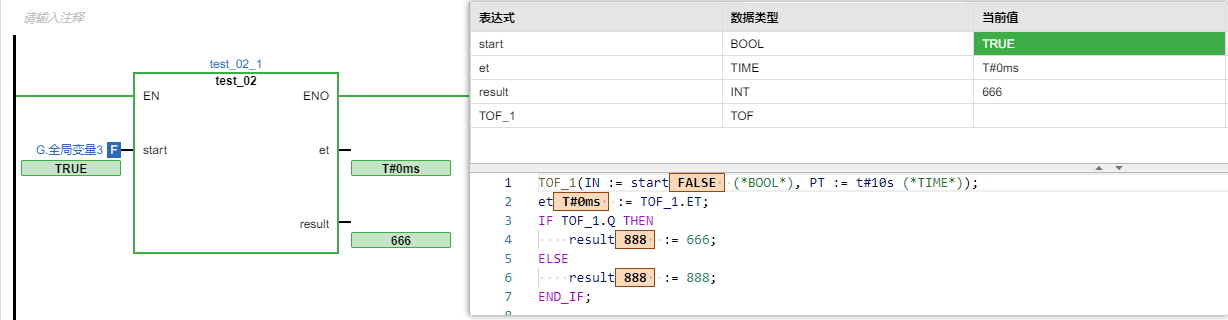 请输入注释
test_02_1
test_02
EN ENO
G.全局变量3 F start et
TRUE T#0ms
result
666
表达式 数据类型 当前值
start BOOL TRUE
et TIME T#0ms
result INT 666
TOF_1 TOF
1 TOF_1(IN := start FALSE (*BOOL*), PT := t#10s (*TIME*));
2 et T#0ms := TOF_1.ET;
3 IF TOF_1.Q THEN
4 result 888 := 666;
5 ELSE
6 result 888 := 888;
7 END_IF;
8